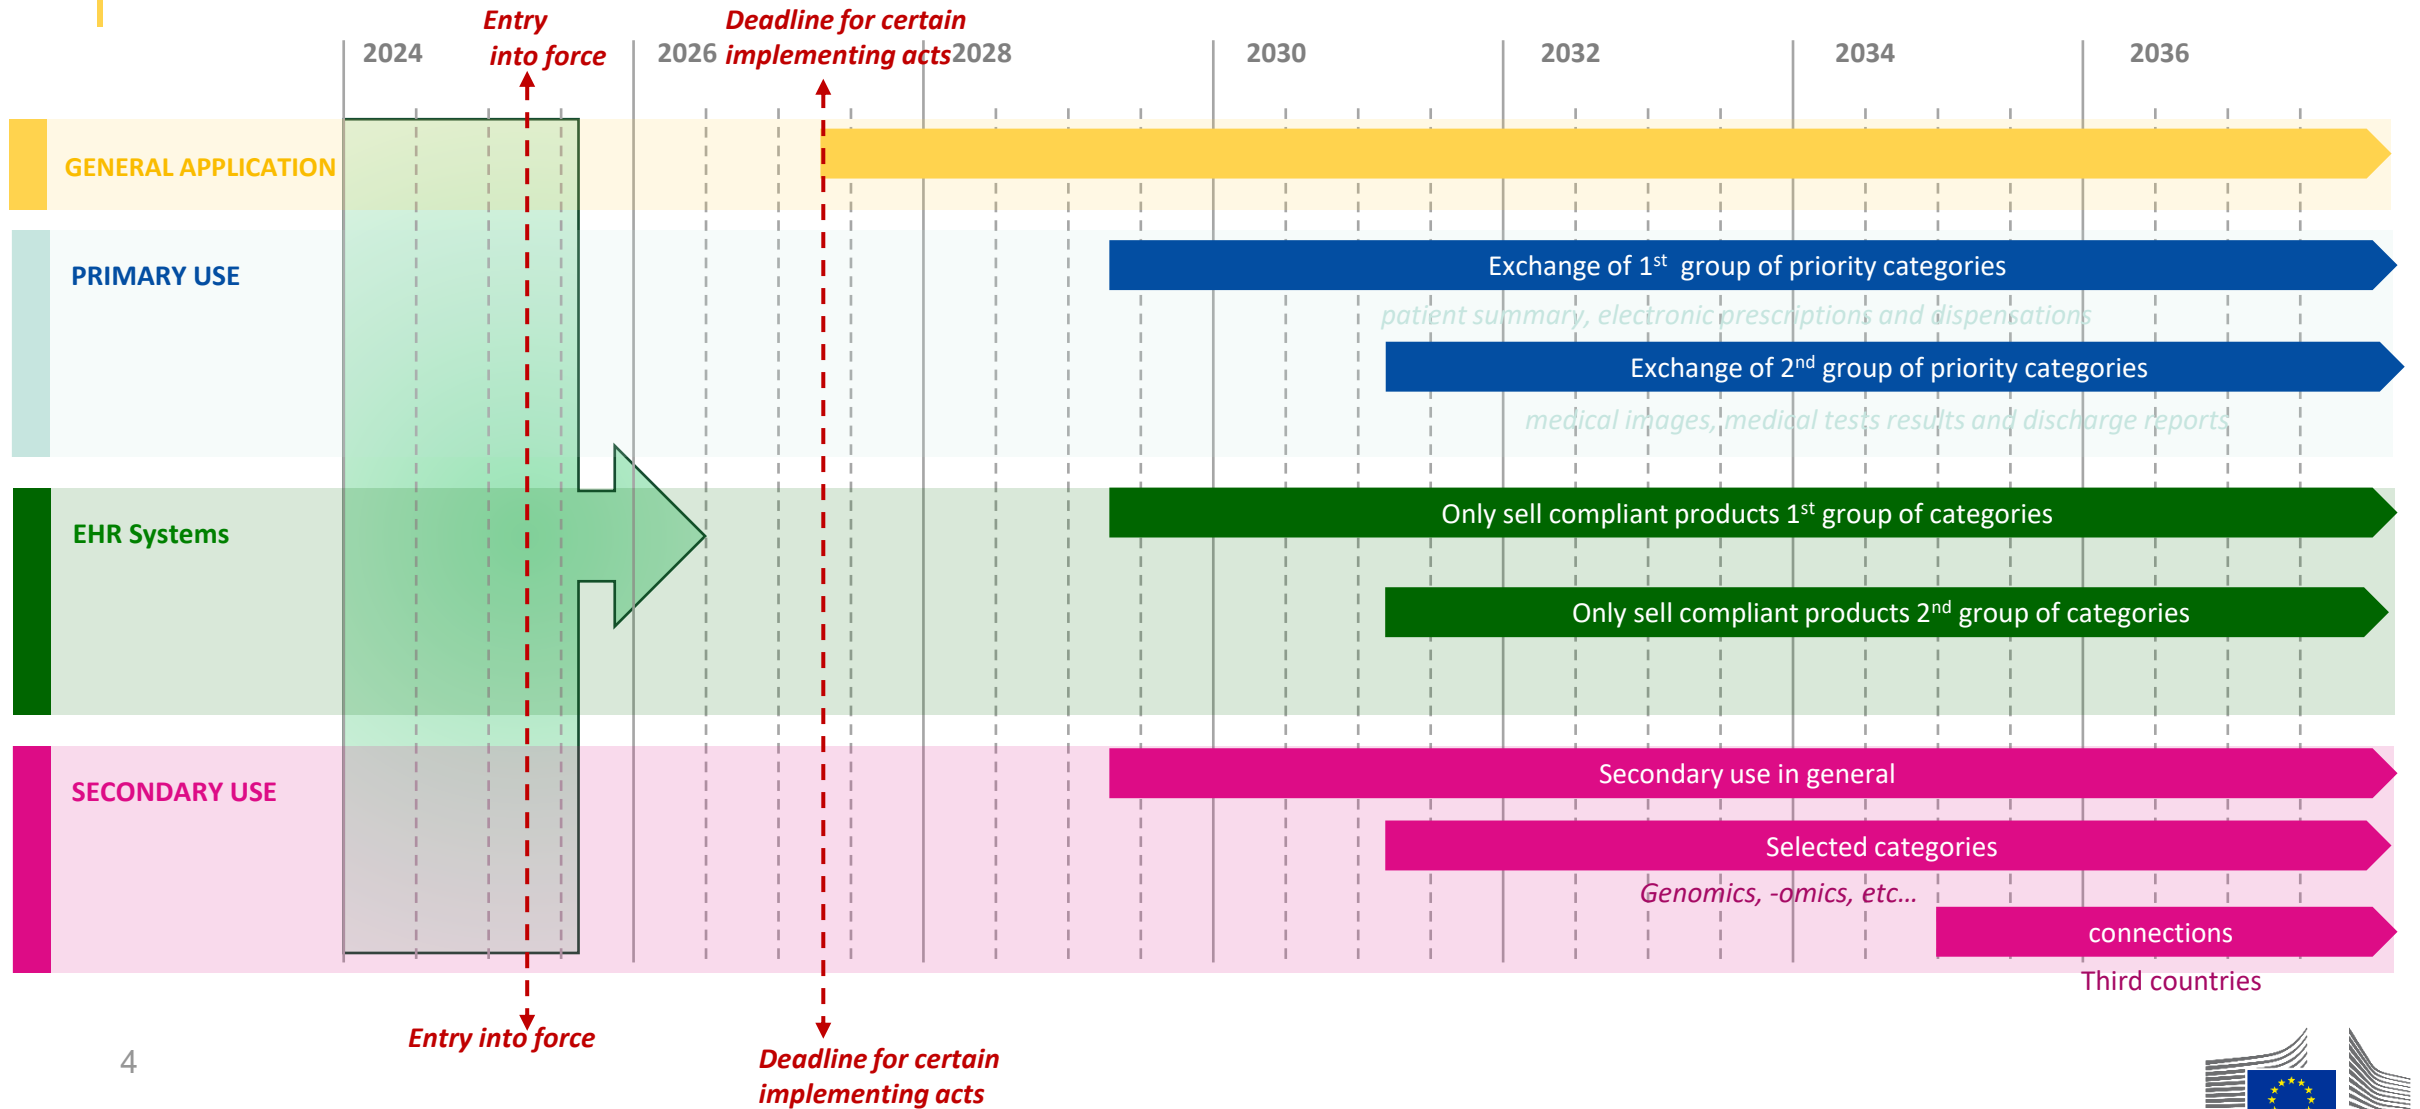 Entry
into force
Deadline for certain
implementing acts
2024
2026
2028
2030
2032
2034
2036
GENERAL APPLICATION
PRIMARY USE
Exchange of 1st group of priority categories
patient summary, electronic prescriptions and dispensations
Exchange of 2nd group of priority categories
medical images, medical tests results and discharge reports
EHR Systems
Only sell compliant products 1st group of categories
Only sell compliant products 2nd group of categories
SECONDARY USE
Secondary use in general
Selected categories
Genomics, -omics, etc...
connections
Third countries
Entry into force
Deadline for certain
implementing acts
4